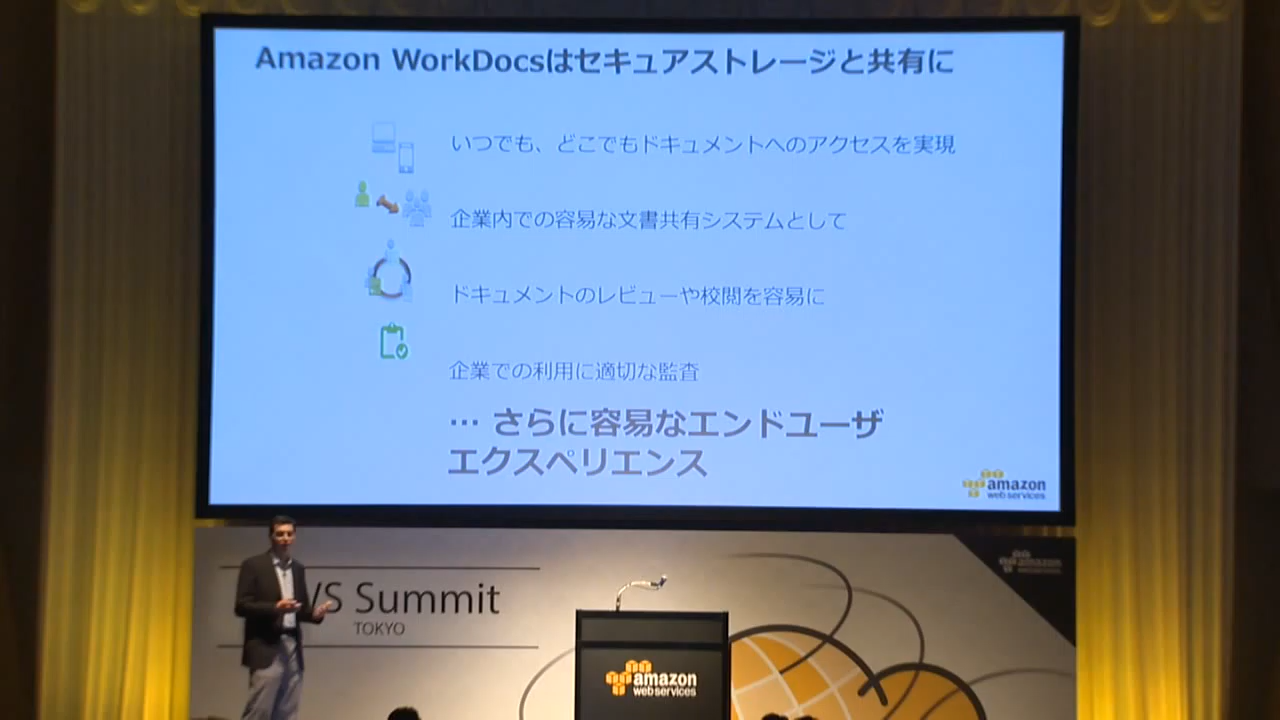 Amazon WorkDocsはセキュアストレージと共有に
いつでも、どこでもドキュメントへのアクセスを実現
企業内での容易な文書共有システムとして
ドキュメントのレビューや校閲を容易に
企業での利用に適切な監査
… さらに容易なエンドユーザ
エクスペリエンス
amazon
web services
WS Summit
TOKYO
amazon
amazon
web services